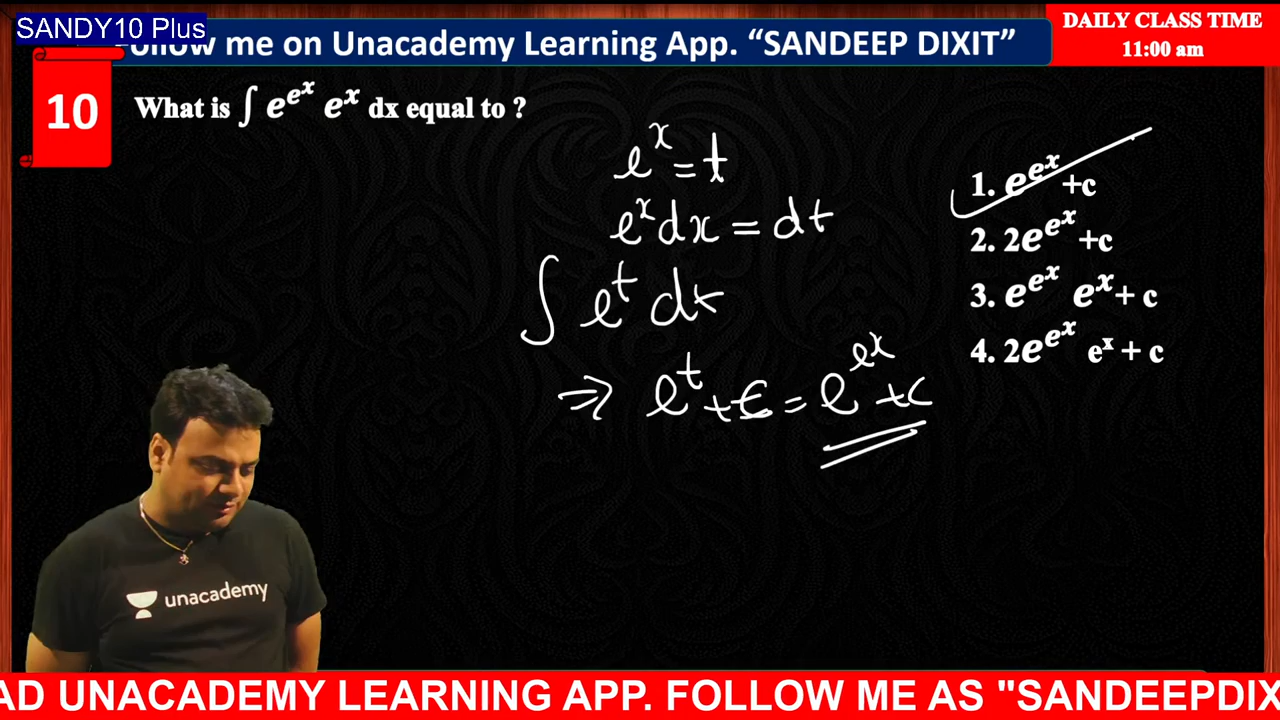 SANDY10 Plus
Follow me on Unacademy Learning App. “SANDEEP DIXIT”
DAILY CLASS TIME
11:00 am
10
What is ∫ e^{e^x} e^x dx equal to ?
e^x = t
e^x dx = dt
∫ e^t dt
⇒ e^t + c = e^{e^x} + c
1. e^{e^x} +c
2. 2e^{e^x} +c
3. e^{e^x} e^x + c
4. 2e^{e^x} e^x + c
unacademy
AD UNACADEMY LEARNING APP. FOLLOW ME AS "SANDEEPDIX